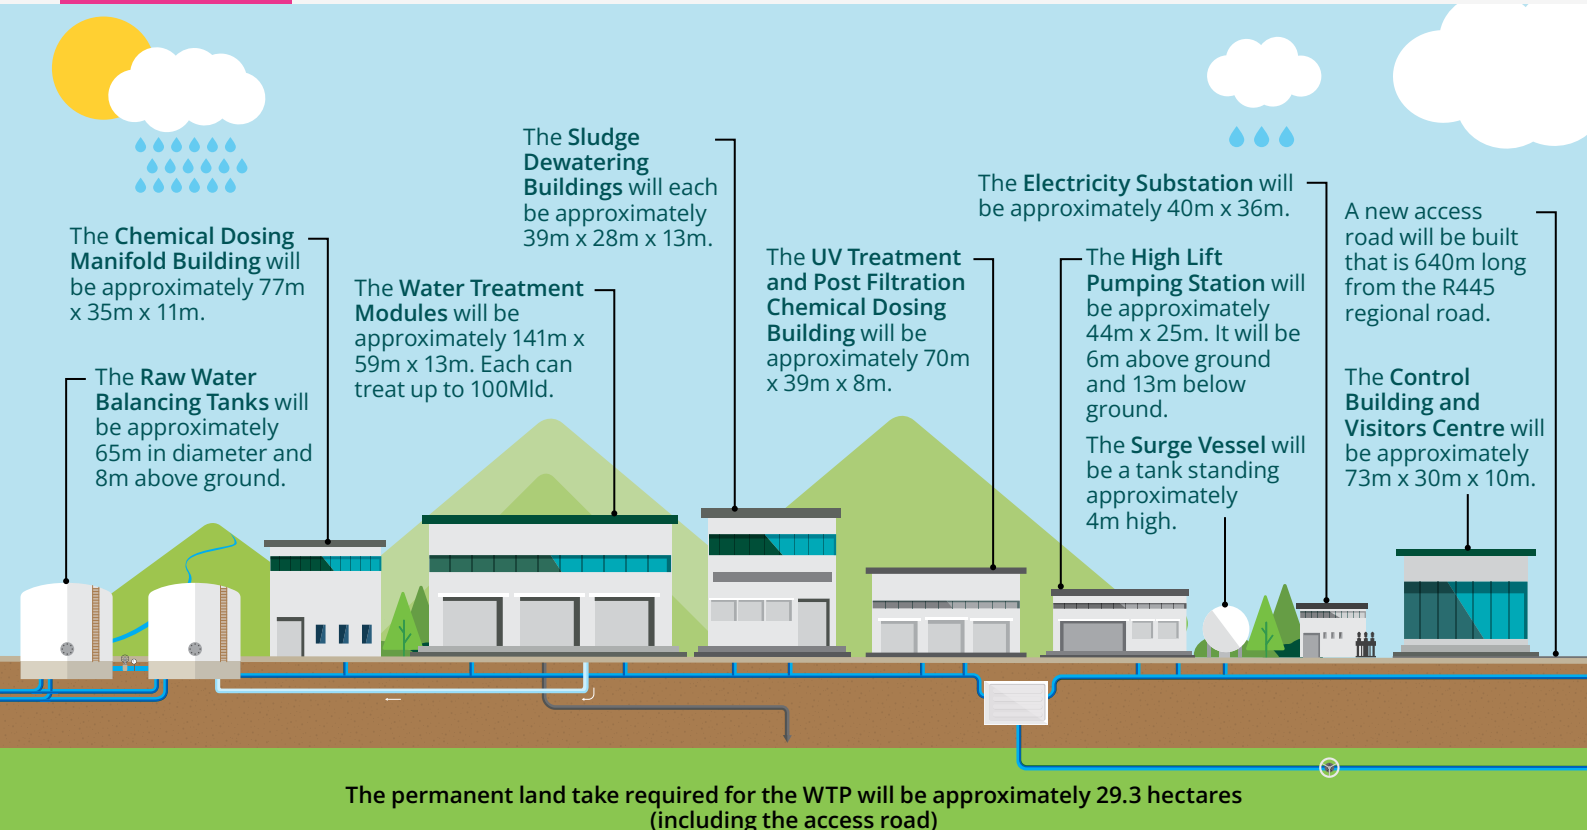 The Chemical Dosing
Manifold Building will
be approximately 77m
x 35m x 11m.
The Raw Water
Balancing Tanks will
be approximately
65m in diameter and
8m above ground.
The Water Treatment
Modules will be
approximately 141m x
59m x 13m. Each can
treat up to 100Mld.
The Sludge
Dewatering
Buildings will each
be approximately
39m x 28m x 13m.
The UV Treatment
and Post Filtration
Chemical Dosing
Building will be
approximately 70m
x 39m x 8m.
The Electricity Substation will
be approximately 40m x 36m.
The High Lift
Pumping Station will
be approximately
44m x 25m. It will be
6m above ground
and 13m below
ground.
The Surge Vessel will
be a tank standing
approximately
4m high.
A new access
road will be built
that is 640m long
from the R445
regional road.
The Control
Building and
Visitors Centre will
be approximately
73m x 30m x 10m.
The permanent land take required for the WTP will be approximately 29.3 hectares
(including the access road)